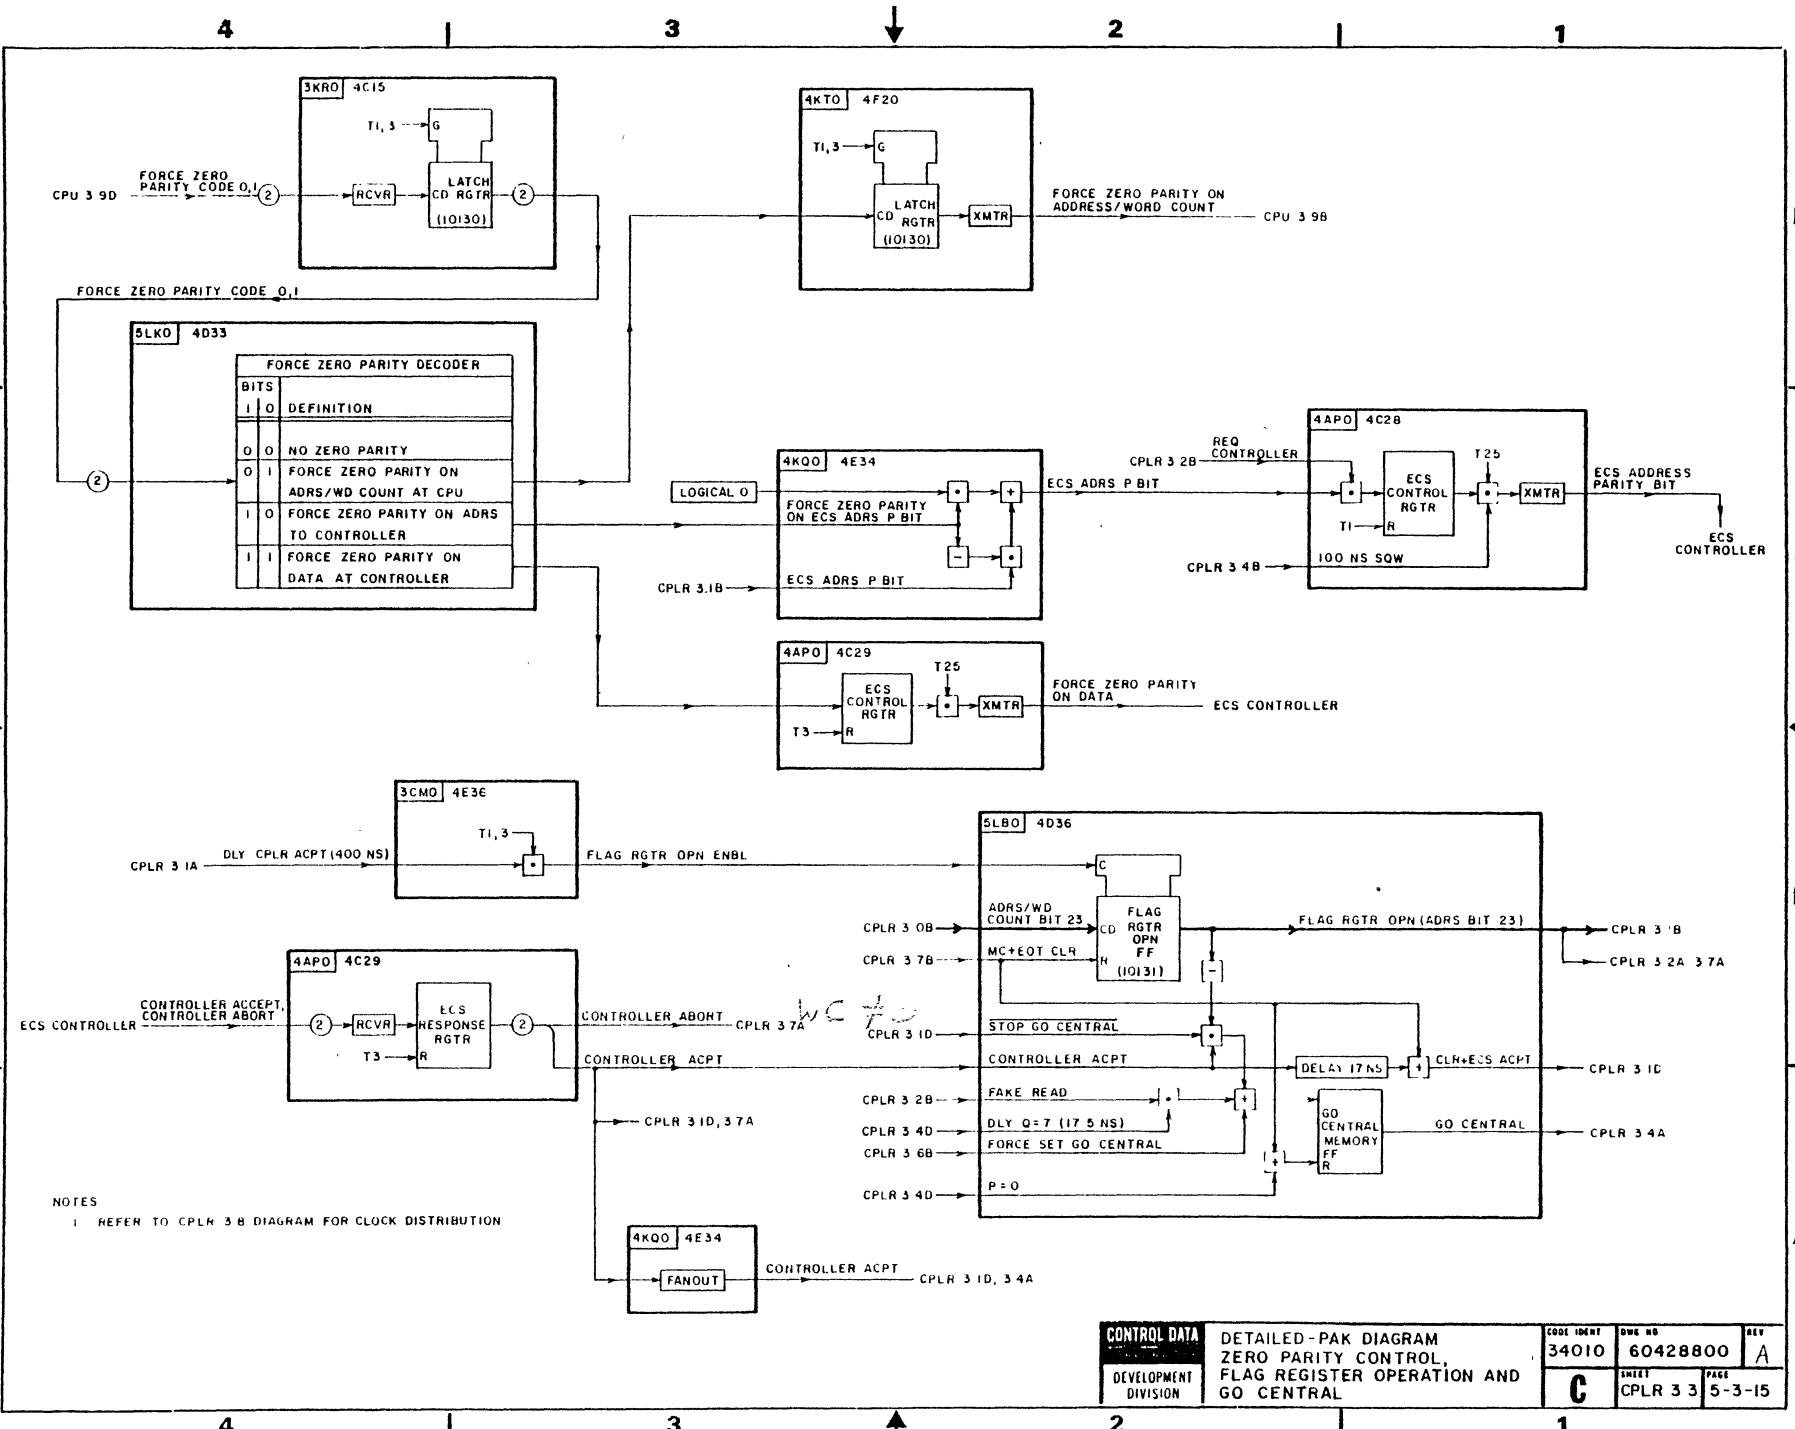 4 3 2 1
3KRO 4C15
T1,3 G
LATCH
CD RGTR
(10130)
RCVR
CPU 3 9D
FORCE ZERO
PARITY CODE 0,1
2
2
FORCE ZERO PARITY CODE 0,1
4KTO 4F20
T1,3 G
CD LATCH
RGTR
(10130)
XMTR
FORCE ZERO PARITY ON
ADDRESS/WORD COUNT
CPU 3 9B
5LKO 4D33
FORCE ZERO PARITY DECODER
BITS
1 0 DEFINITION
0 0 NO ZERO PARITY
0 1 FORCE ZERO PARITY ON
ADRS/WD COUNT AT CPU
1 0 FORCE ZERO PARITY ON ADRS
TO CONTROLLER
1 1 FORCE ZERO PARITY ON
DATA AT CONTROLLER
2
4KQO 4E34
LOGICAL 0
FORCE ZERO PARITY
ON ECS ADRS P BIT
CPLR 3.1B
ECS ADRS P BIT
ECS ADRS P BIT
4APO 4C28
REQ
CONTROLLER
CPLR 3 2B
ECS
CONTROL
RGTR
T1 R
T25
XMTR
100 NS SQW
CPLR 3 4B
ECS ADDRESS
PARITY BIT
ECS
CONTROLLER
4APO 4C29
T25
ECS
CONTROL
RGTR
T3 R
XMTR
FORCE ZERO PARITY
ON DATA
ECS CONTROLLER
3CMO 4E36
T1,3
CPLR 3 1A
DLY CPLR ACPT (400 NS)
FLAG RGTR OPN ENBL
5LBO 4D36
C
ADRS/WD
COUNT BIT 23
CPLR 3 0B
CD FLAG
RGTR
OPN
FF
R (10131)
CPLR 3 7B
MC+EOT CLR
FLAG RGTR OPN (ADRS BIT 23)
CPLR 3 1B
CPLR 3 2A 3 7A
4APO 4C29
ECS CONTROLLER
CONTROLLER ACCEPT,
CONTROLLER ABORT
2
RCVR
ECS
RESPONSE
RGTR
T3 R
2
CONTROLLER ABORT
CPLR 3 7A
WC ≠ 0
CPLR 3 1D
STOP GO CENTRAL
CONTROLLER ACPT
CONTROLLER ACPT
DELAY 17 NS
CLR+ECS ACPT
CPLR 3 1D
CPLR 3 2B
FAKE READ
CPLR 3 1D, 3 7A
CPLR 3 4D
DLY Q=7 (17 5 NS)
CPLR 3 6B
FORCE SET GO CENTRAL
GO
CENTRAL
MEMORY
FF
R
GO CENTRAL
CPLR 3 4A
CPLR 3 4D
P=0
NOTES
1 REFER TO CPLR 3 8 DIAGRAM FOR CLOCK DISTRIBUTION
4KQO 4E34
FANOUT
CONTROLLER ACPT
CPLR 3 1D, 3 4A
CONTROL DATA
DEVELOPMENT
DIVISION
DETAILED-PAK DIAGRAM
ZERO PARITY CONTROL,
FLAG REGISTER OPERATION AND
GO CENTRAL
CODE IDENT
34010
DWG NO
60428800
REV
A
C
SHEET
CPLR 3 3
PAGE
5-3-15
4 3 2 1